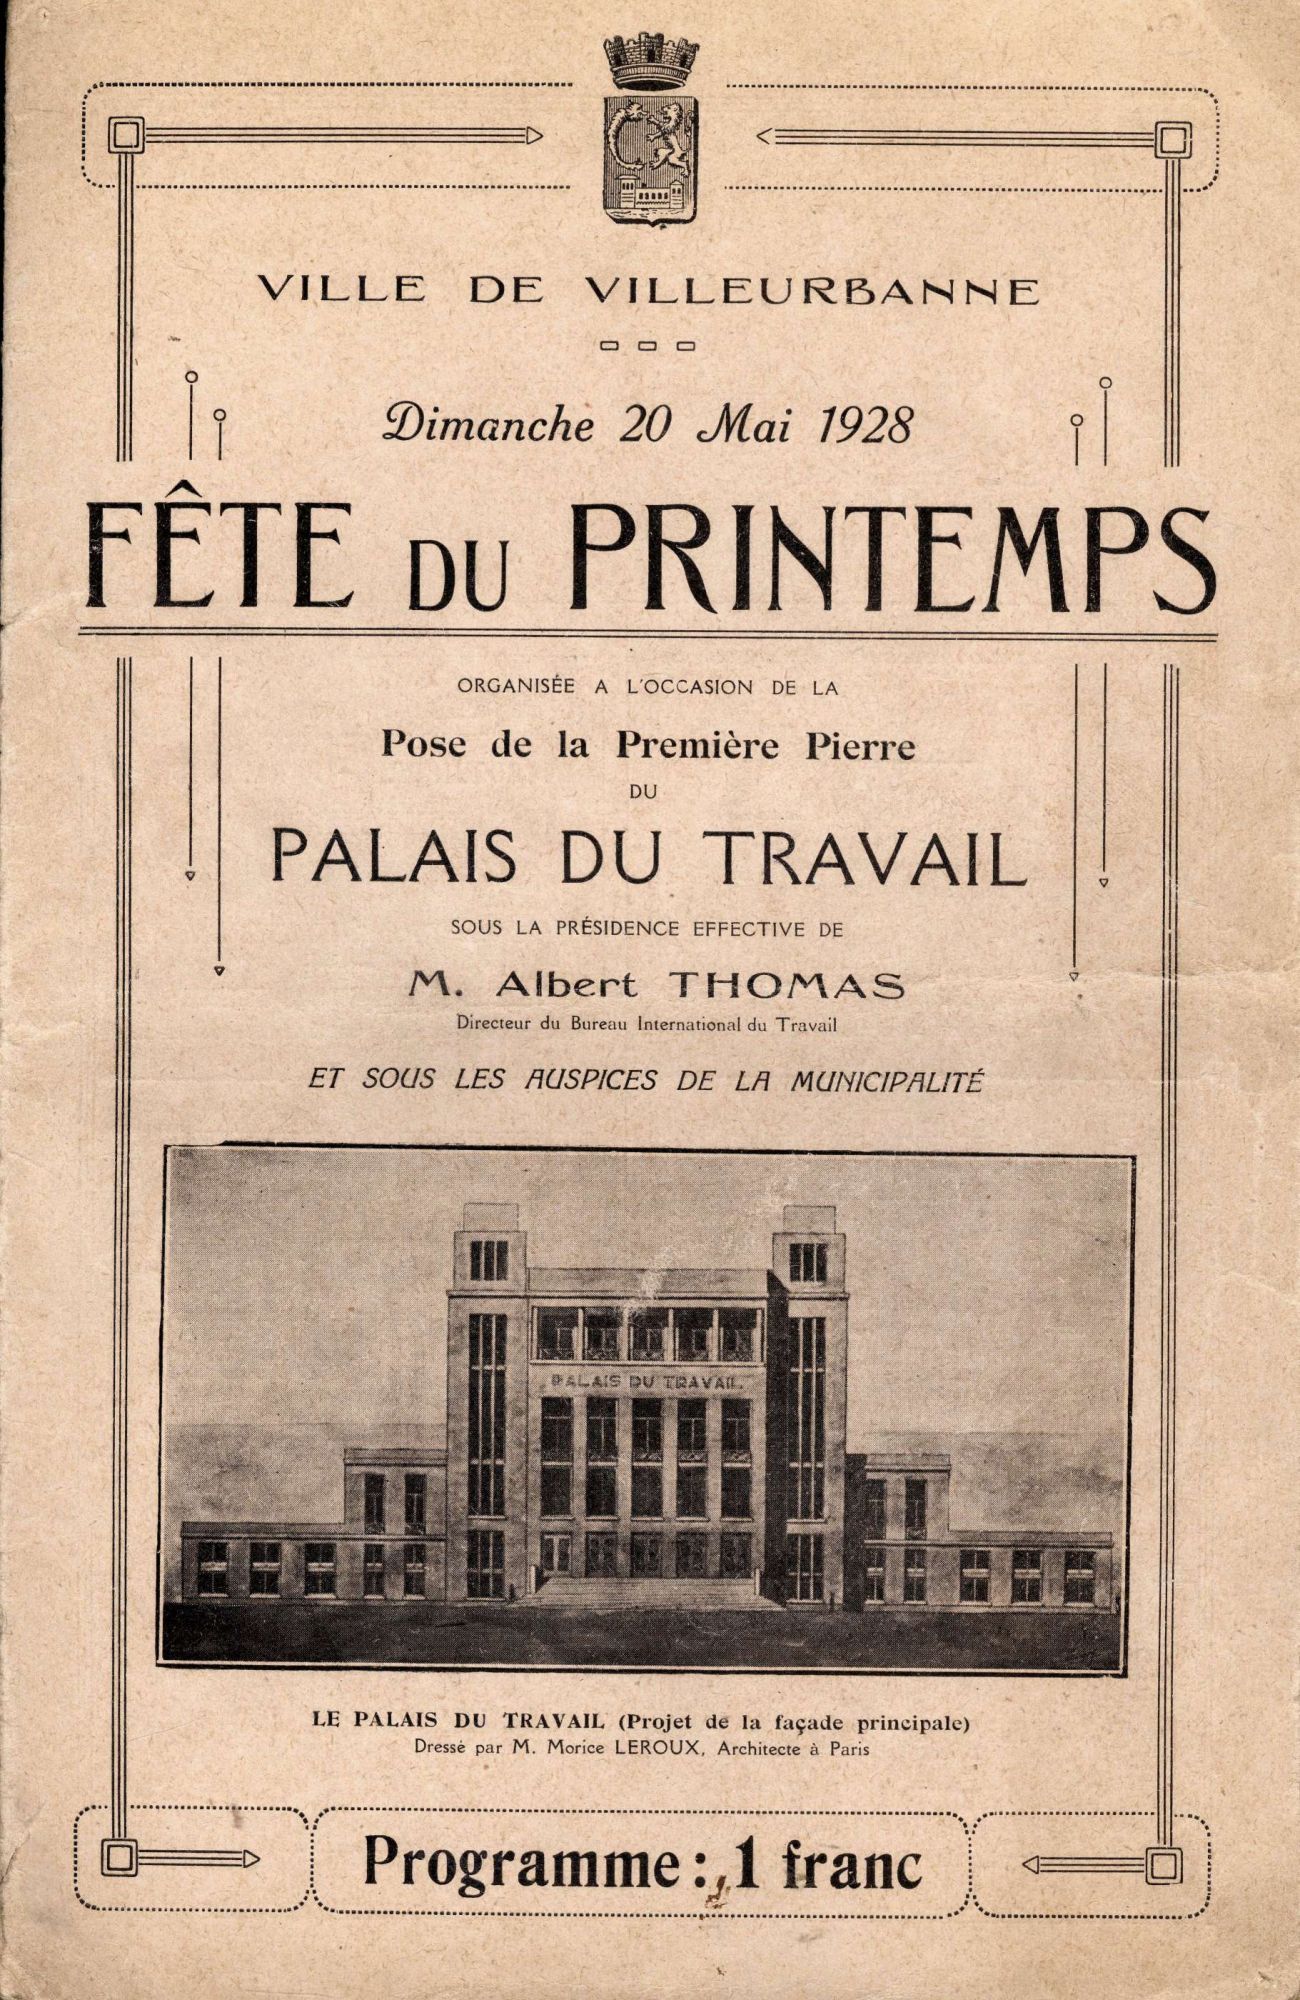 VILLE DE VILLEURBANNE
Dimanche 20 Mai 1928
FÊTE DU PRINTEMPS
ORGANISÉE A L'OCCASION DE LA
Pose de la Première Pierre
DU
PALAIS DU TRAVAIL
SOUS LA PRÉSIDENCE EFFECTIVE DE
M. Albert THOMAS
Directeur du Bureau International du Travail
ET SOUS LES AUSPICES DE LA MUNICIPALITÉ
PALAIS DU TRAVAIL
LE PALAIS DU TRAVAIL (Projet de la façade principale)
Dressé par M. Morice LEROUX, Architecte à Paris
Programme : 1 franc